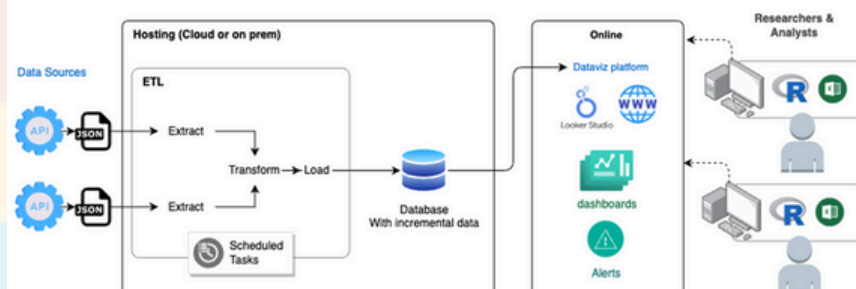 Researchers &
Analysts
Hosting (Cloud or on prem)
Online
Data Sources
ETL
Dataviz platform
API
JSON
Extract
WWW
Looker Studio
R
Transform
Load
dashboards
API
JSON
Extract
Database
With incremental data
R
Scheduled
Tasks
Alerts